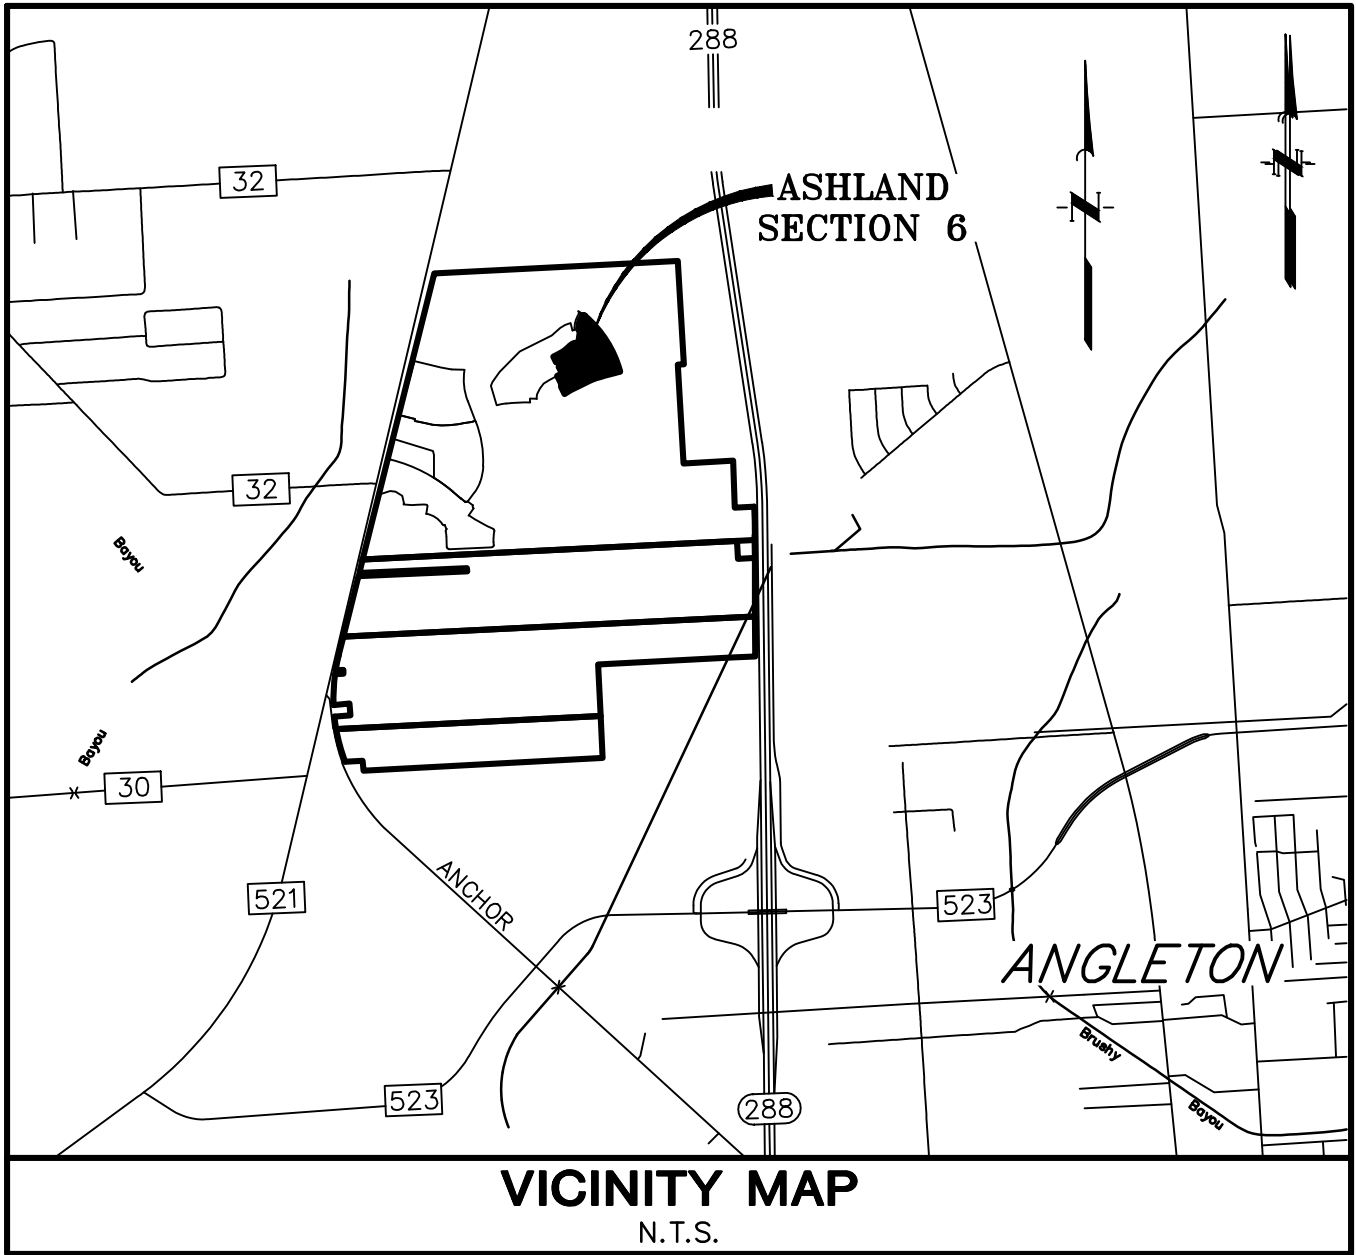 288
32
ASHLAND
SECTION 6
N
N
32
Bayou
Bayou
30
521
ANCHOR
523
ANGLETON
Brushy
523
288
Bayou
VICINITY MAP
N.T.S.